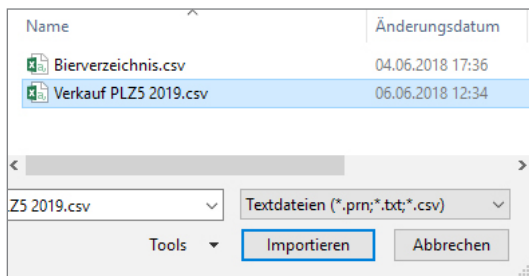 Name Änderungsdatum
Bierverzeichnis.csv 04.06.2018 17:36
Verkauf PLZ5 2019.csv 06.06.2018 12:34
.Z5 2019.csv Textdateien (*.prn;*.txt;*.csv)
Tools Importieren Abbrechen